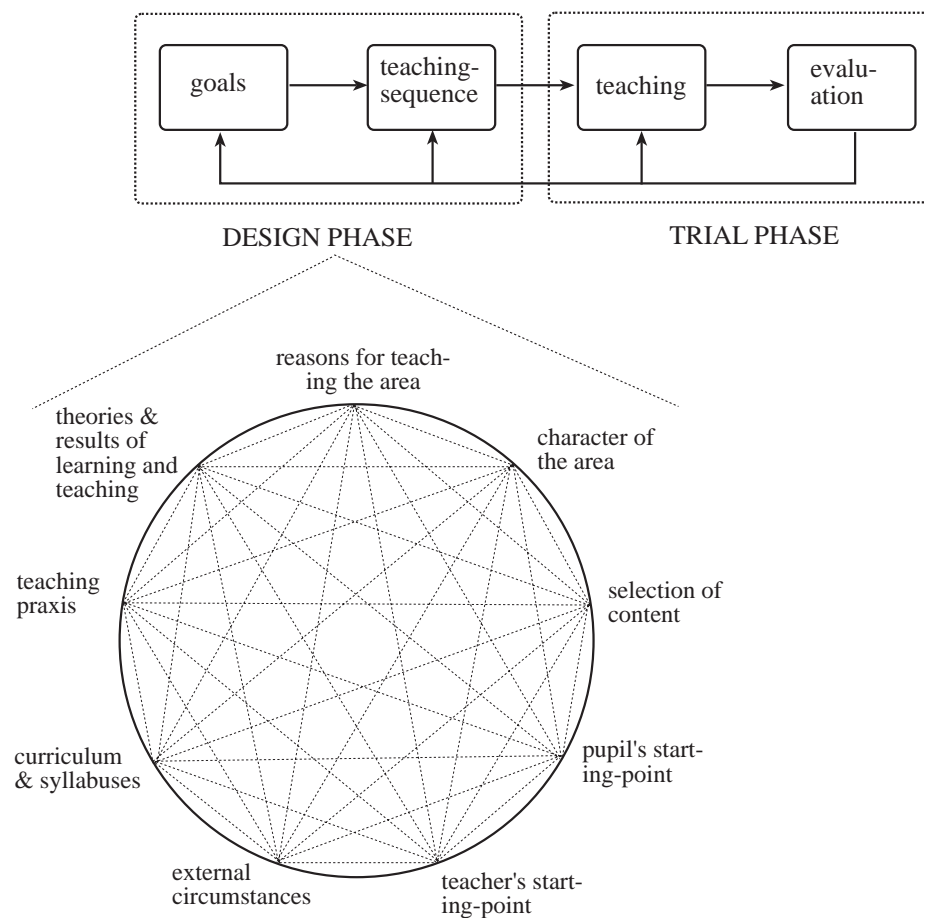 goals
teaching-
sequence
teaching
evalu-
ation
DESIGN PHASE
TRIAL PHASE
reasons for teach-
ing the area
theories &
results of
learning and
teaching
character of
the area
teaching
praxis
selection of
content
curriculum
& syllabuses
pupil's start-
ing-point
external
circumstances
teacher's start-
ing-point